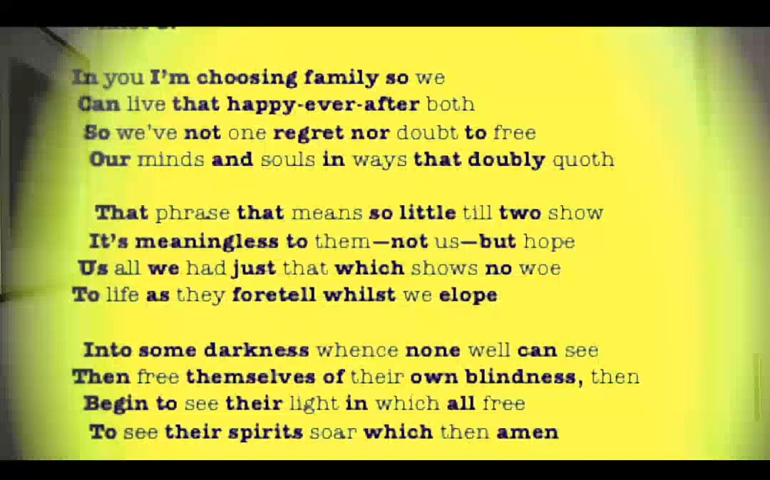 In you I'm choosing family so we
Can live that happy-ever-after both
So we've not one regret nor doubt to free
Our minds and souls in ways that doubly quoth
That phrase that means so little till two show
It's meaningless to them—not us—but hope
Us all we had just that which shows no woe
To life as they foretell whilst we elope
Into some darkness whence none well can see
Then free themselves of their own blindness, then
Begin to see their light in which all free
To see their spirits soar which then amen